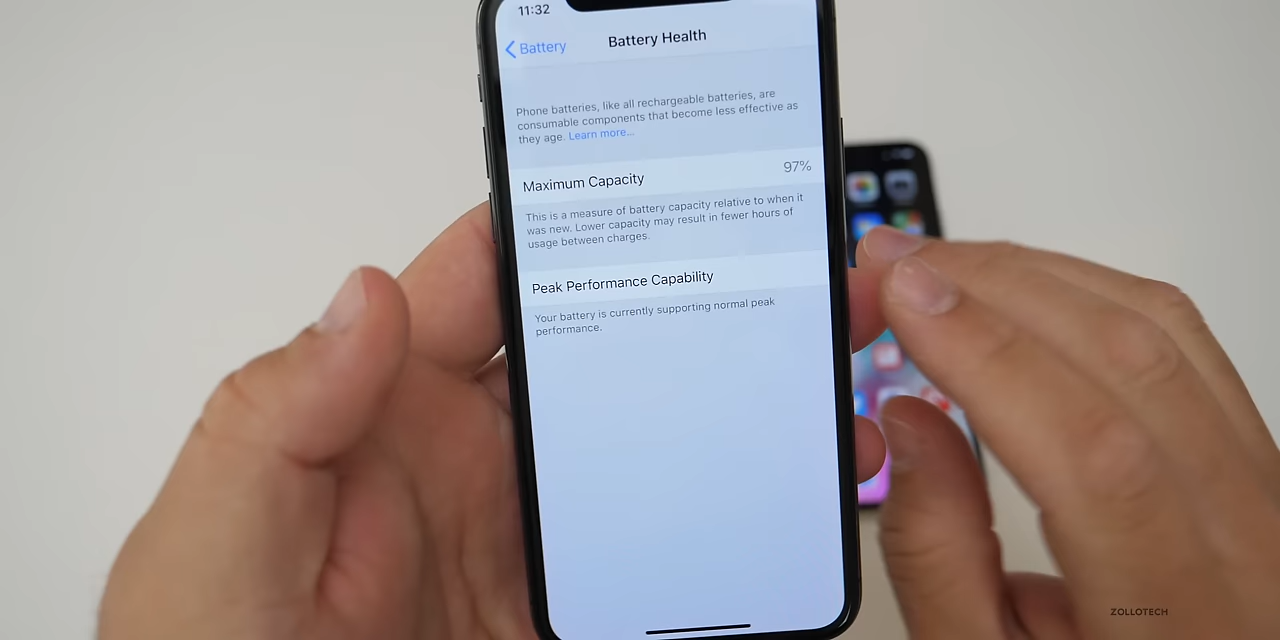 11:32
Battery
Battery Health
Phone batteries, like all rechargeable batteries, are
consumable components that become less effective as
they age. Learn more...
Maximum Capacity 97%
This is a measure of battery capacity relative to when it
was new. Lower capacity may result in fewer hours of
usage between charges.
Peak Performance Capability
Your battery is currently supporting normal peak
performance.
ZOLLOTECH